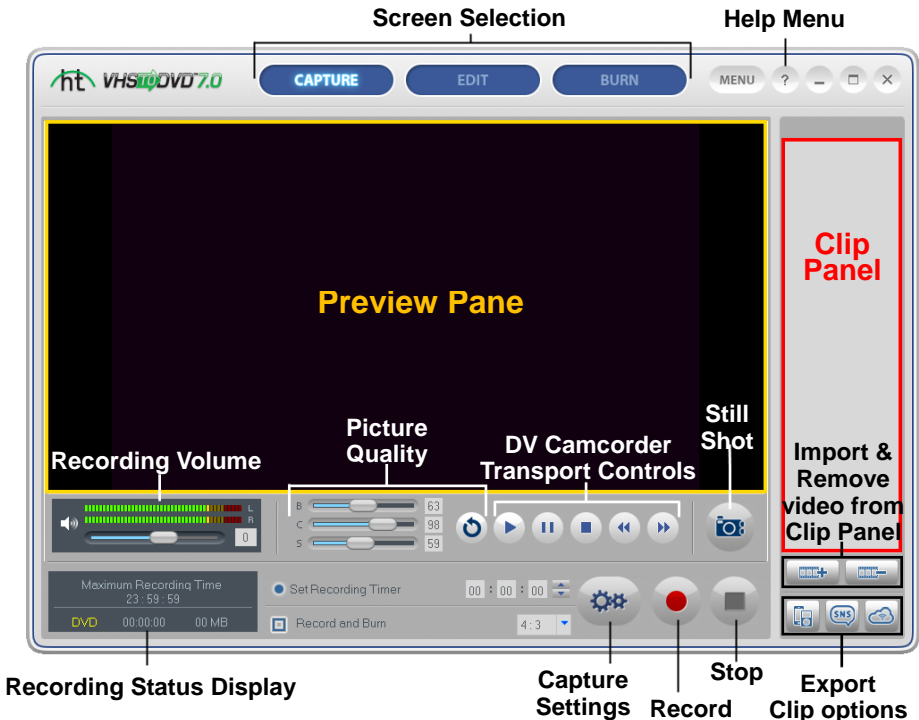 Screen Selection
Help Menu
ht VHSTODVD 7.0
CAPTURE
EDIT
BURN
MENU
?
Clip
Panel
Preview Pane
Recording Volume
Picture
Quality
DV Camcorder
Transport Controls
Still
Shot
Import &
Remove
video from
Clip Panel
L
R
0
B 63
C 98
S 59
Maximum Recording Time
23 : 59 : 59
DVD 00:00:00 00 MB
Set Recording Timer 00 : 00 : 00
Record and Burn 4 : 3
SNS
Recording Status Display
Capture
Settings
Record
Stop
Export
Clip options